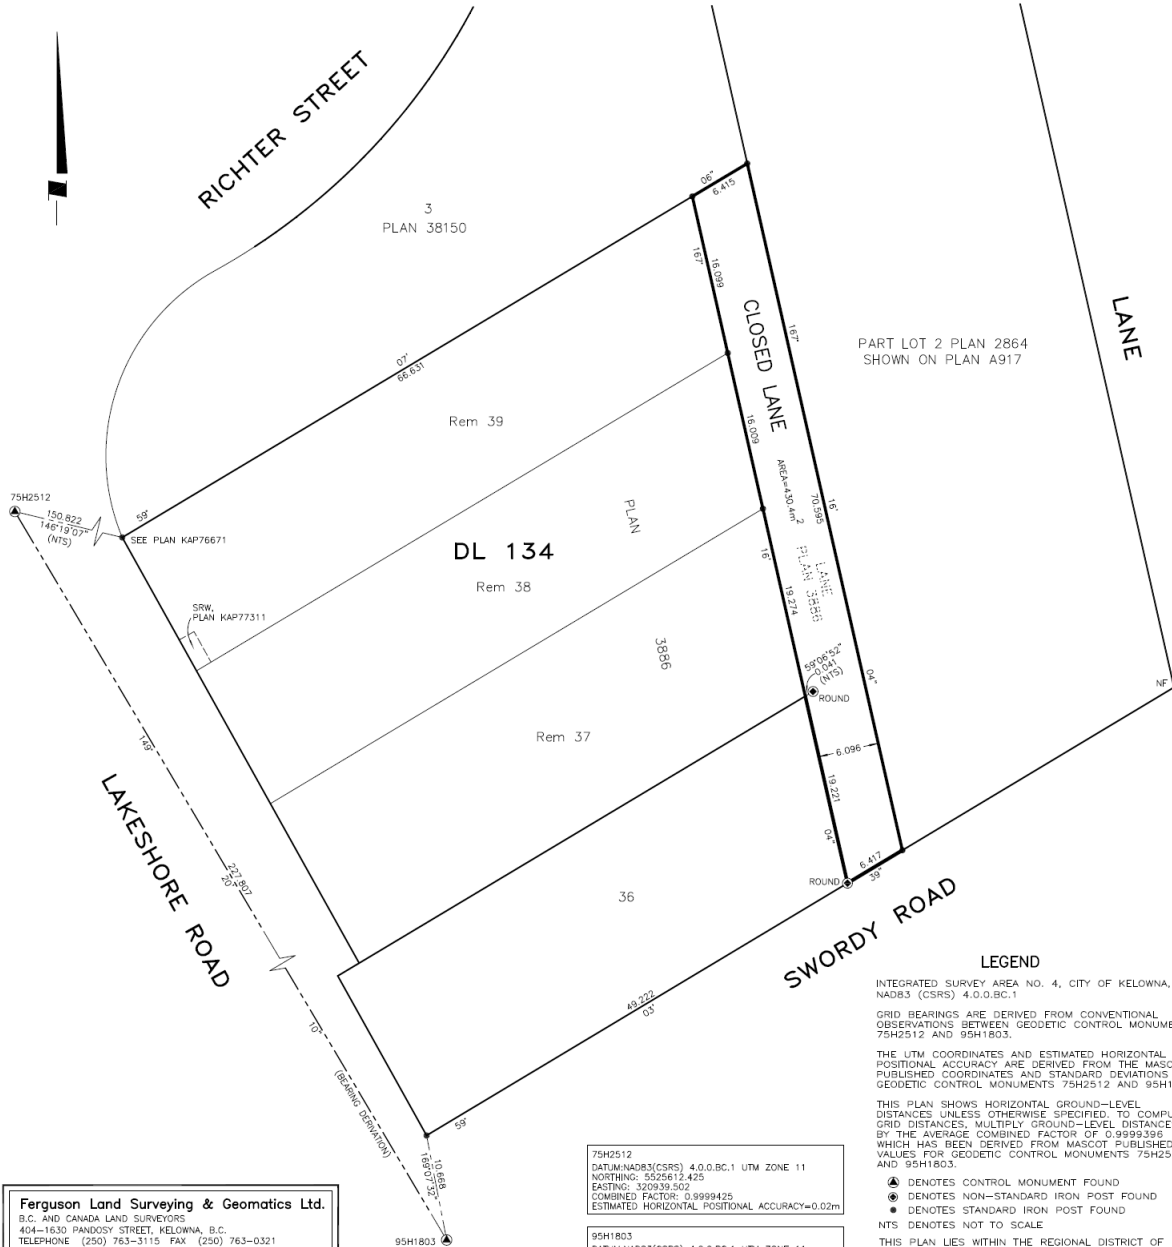 RICHTER STREET
3
PLAN 38150
06"
6.415
167°
16.099
CLOSED LANE
167°
LANE
PART LOT 2 PLAN 2864
SHOWN ON PLAN A917
07'
66.631
Rem 39
16.009
AREA=430.4m²
70.595
16'
75H2512
150.822
146°19'07"
(NTS)
59°
SEE PLAN KAP76671
PLAN
DL 134
Rem 38
16'
LANE
PLAN 3886
19.274
SRW,
PLAN KAP77311
3886
59°06'52"
0.041
(NTS)
ROUND
04"
NF
Rem 37
149°
6.096
19.221
04"
LAKESHORE ROAD
227.807
20'
6.417
39"
ROUND
36
SWORDY ROAD
49.222
03'
10"
(BEARING DERIVATION)
59°
10.668
169°07'32"
95H1803
LEGEND
INTEGRATED SURVEY AREA NO. 4, CITY OF KELOWNA,
NAD83 (CSRS) 4.0.0.BC.1
GRID BEARINGS ARE DERIVED FROM CONVENTIONAL
OBSERVATIONS BETWEEN GEODETIC CONTROL MONUME
75H2512 AND 95H1803.
THE UTM COORDINATES AND ESTIMATED HORIZONTAL
POSITIONAL ACCURACY ARE DERIVED FROM THE MASC
PUBLISHED COORDINATES AND STANDARD DEVIATIONS
GEODETIC CONTROL MONUMENTS 75H2512 AND 95H1
THIS PLAN SHOWS HORIZONTAL GROUND-LEVEL
DISTANCES UNLESS OTHERWISE SPECIFIED. TO COMPU
GRID DISTANCES, MULTIPLY GROUND-LEVEL DISTANCE
BY THE AVERAGE COMBINED FACTOR OF 0.9999396
WHICH HAS BEEN DERIVED FROM MASCOT PUBLISHED
VALUES FOR GEODETIC CONTROL MONUMENTS 75H25
AND 95H1803.
DENOTES CONTROL MONUMENT FOUND
DENOTES NON-STANDARD IRON POST FOUND
DENOTES STANDARD IRON POST FOUND
NTS DENOTES NOT TO SCALE
THIS PLAN LIES WITHIN THE REGIONAL DISTRICT OF
75H2512
DATUM:NAD83(CSRS) 4.0.0.BC.1 UTM ZONE 11
NORTHING: 5525612.425
EASTING: 320939.502
COMBINED FACTOR: 0.9999425
ESTIMATED HORIZONTAL POSITIONAL ACCURACY=0.02m
95H1803
Ferguson Land Surveying & Geomatics Ltd.
B.C. AND CANADA LAND SURVEYORS
404-1630 PANDOSY STREET, KELOWNA, B.C.
TELEPHONE (250) 763-3115 FAX (250) 763-0321